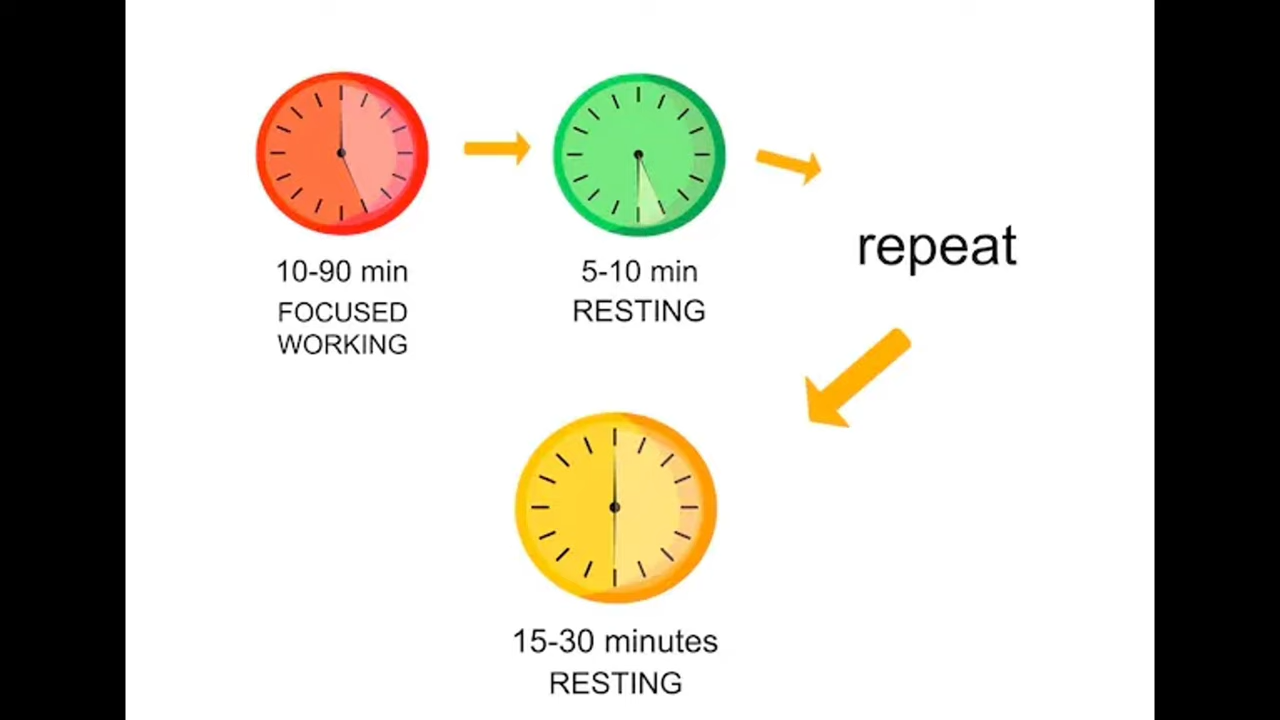 10-90 min
FOCUSED
WORKING
5-10 min
RESTING
repeat
15-30 minutes
RESTING